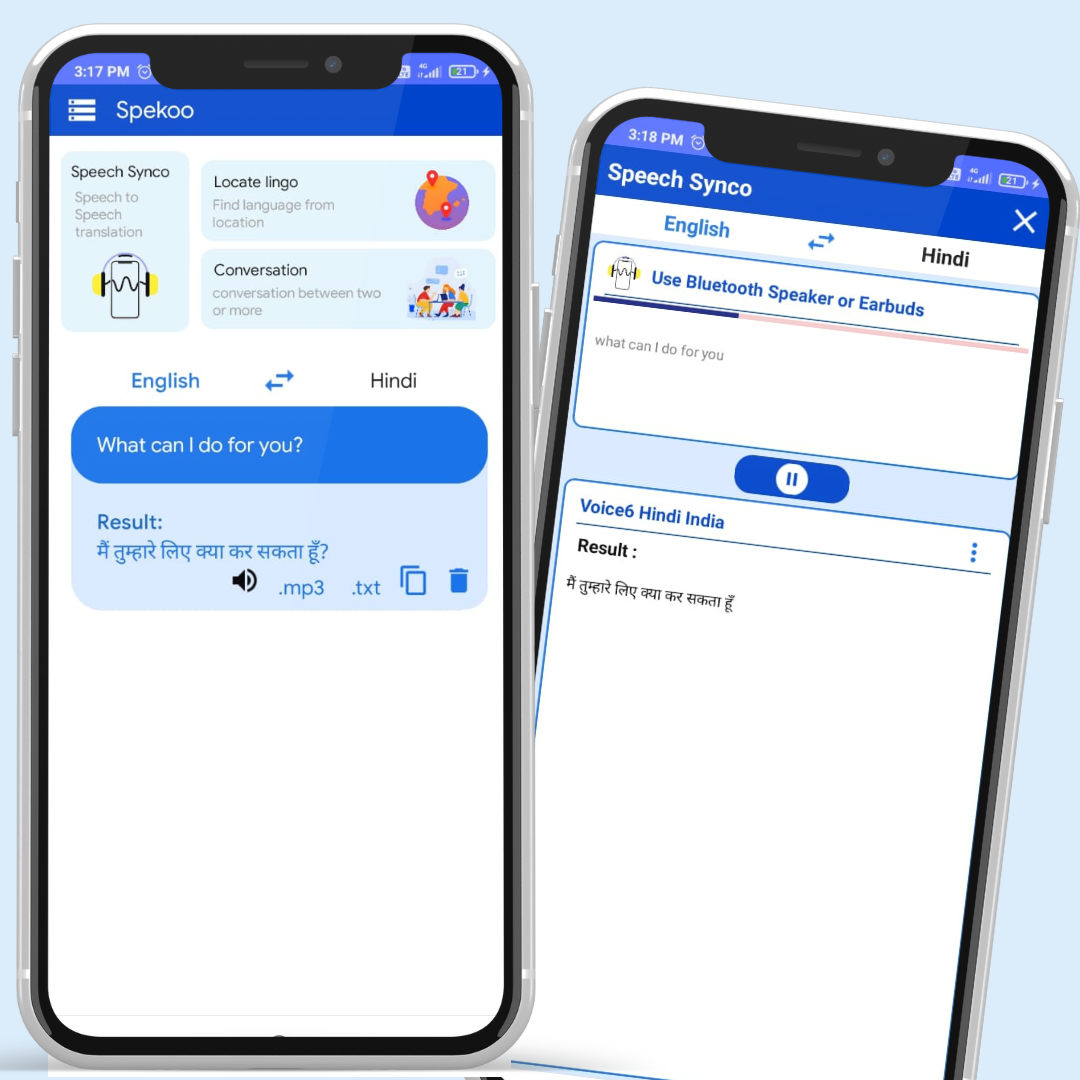 3:17 PM
4G
21
Spekoo
Speech Synco
Speech to
Speech
translation
Locate lingo
Find language from
location
Conversation
conversation between two
or more
English
Hindi
What can I do for you?
Result:
मैं तुम्हारे लिए क्या कर सकता हूँ?
.mp3
.txt
3:18 PM
4G
21
Speech Synco
English
Hindi
Use Bluetooth Speaker or Earbuds
what can I do for you
Voice6 Hindi India
Result :
मैं तुम्हारे लिए क्या कर सकता हूँ